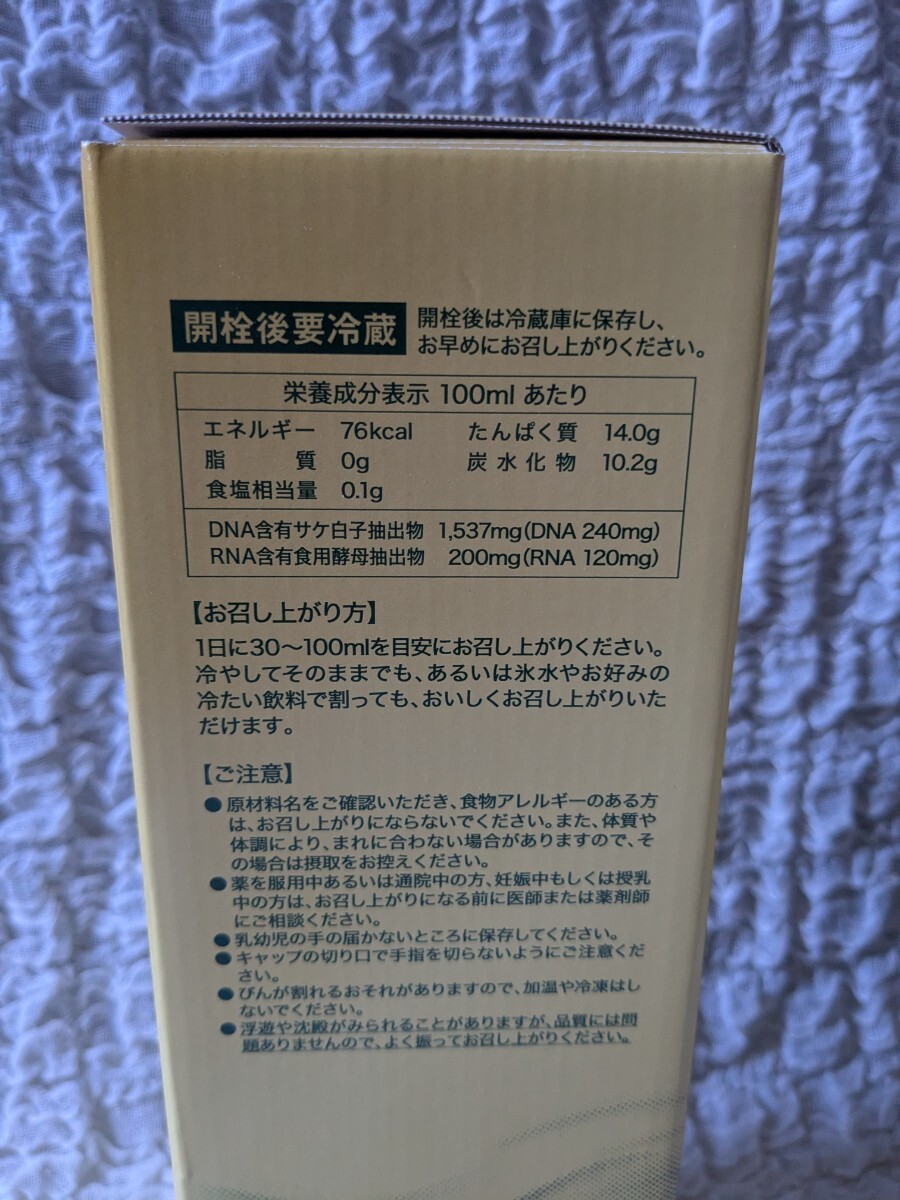 開栓後要冷蔵
開栓後は冷蔵庫に保存し、
お早めにお召し上がりください。
栄養成分表示 100ml あたり
エネルギー 76kcal たんぱく質 14.0g
脂質 0g 炭水化物 10.2g
食塩相当量 0.1g
DNA含有サケ白子抽出物 1,537mg(DNA 240mg)
RNA含有食用酵母抽出物 200mg(RNA 120mg)
【お召し上がり方】
1日に30〜100mlを目安にお召し上がりください。
冷やしてそのままでも、あるいは氷水やお好みの
冷たい飲料で割っても、おいしくお召し上がりいた
だけます。
【ご注意】
●原材料名をご確認いただき、食物アレルギーのある方
は、お召し上がりにならないでください。また、体質や
体調により、まれに合わない場合がありますので、そ
の場合は摂取をお控えください。
●薬を服用中あるいは通院中の方、妊娠中もしくは授乳
中の方は、お召し上がりになる前に医師または薬剤師
にご相談ください。
●乳幼児の手の届かないところに保存してください。
●キャップの切り口で手指を切らないようにご注意くだ
さい。
●びんが割れるおそれがありますので、加温や冷凍はし
ないでください。
●浮遊や沈殿がみられることがありますが、品質には問
題ありませんので、よく振ってお召し上がりください。